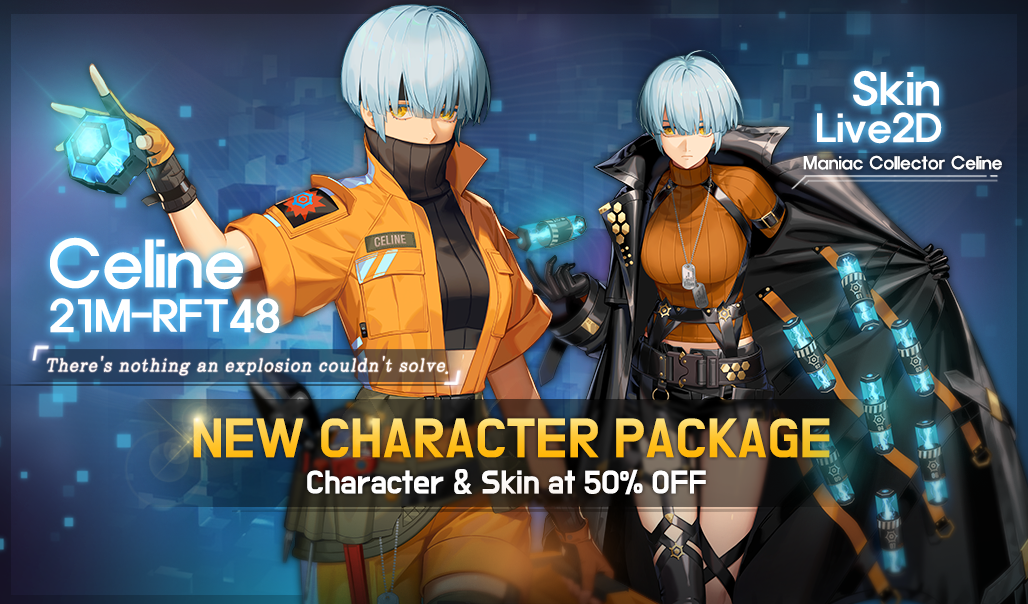 Skin
Live2D
Maniac Collector Celine
CELINE
Celine
21M-RFT48
There's nothing an explosion couldn't solve
NEW CHARACTER PACKAGE
Character & Skin at 50% OFF